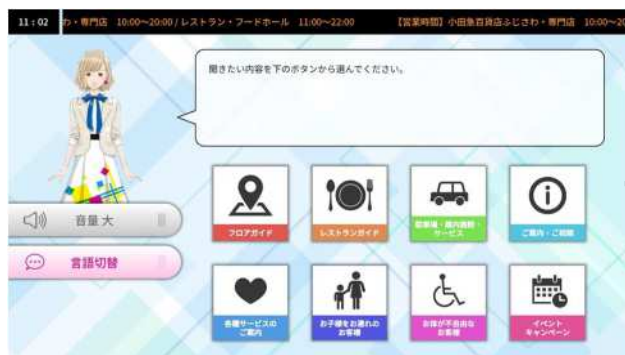 11:02 わ・専門店 10:00〜20:00 / レストラン・フードホール 11:00〜22:00 【営業時間】小田急百貨店ふじさわ・専門店 10:00〜20
聞きたい内容を下のボタンから選んでください。
音量 大
言語切替
フロアガイド
レストランガイド
駐車場・館内施設・
サービス
ご案内・ご相談
各種サービスの
ご案内
お子様をお連れの
お客様
お体が不自由な
お客様
イベント
キャンペーン